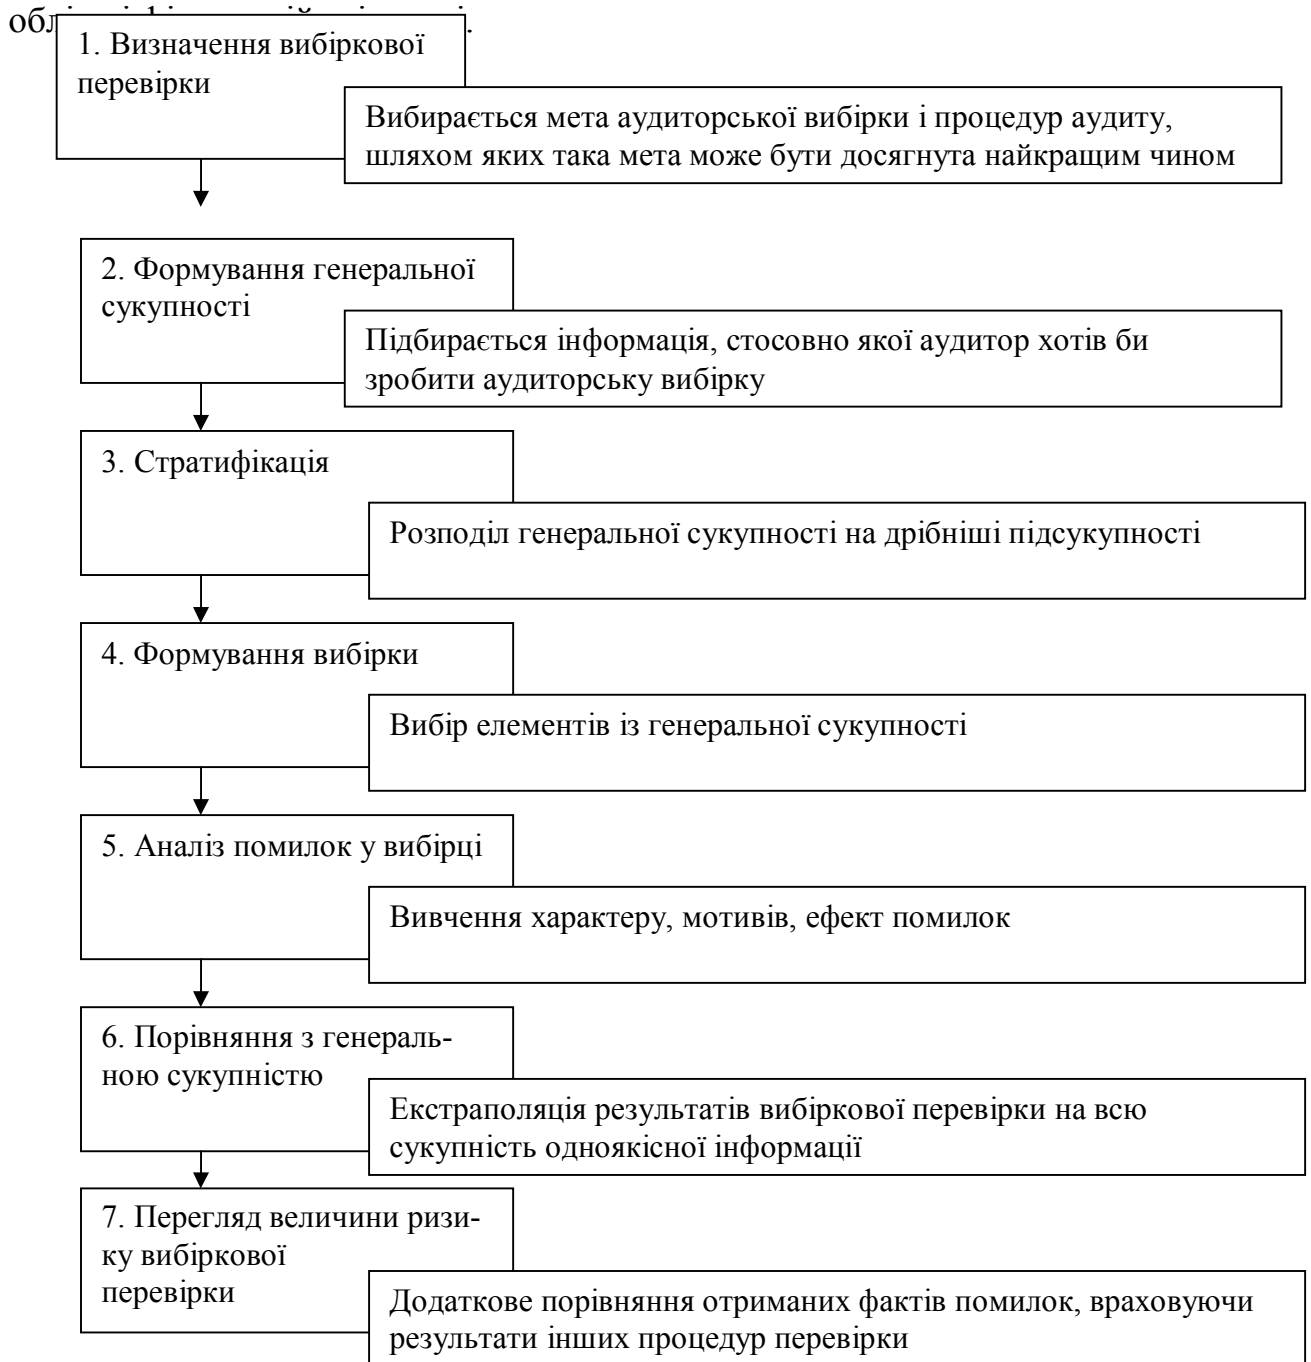 1. Визначення вибіркової
перевірки
Вибирається мета аудиторської вибірки і процедур аудиту,
шляхом яких така мета може бути досягнута найкращим чином
2. Формування генеральної
сукупності
Підбирається інформація, стосовно якої аудитор хотів би
зробити аудиторську вибірку
3. Стратифікація
Розподіл генеральної сукупності на дрібніші підсукупності
4. Формування вибірки
Вибір елементів із генеральної сукупності
5. Аналіз помилок у вибірці
Вивчення характеру, мотивів, ефект помилок
6. Порівняння з генераль-
ною сукупністю
Екстраполяція результатів вибіркової перевірки на всю
сукупність одноякісної інформації
7. Перегляд величини ризи-
ку вибіркової
перевірки
Додаткове порівняння отриманих фактів помилок, враховуючи
результати інших процедур перевірки